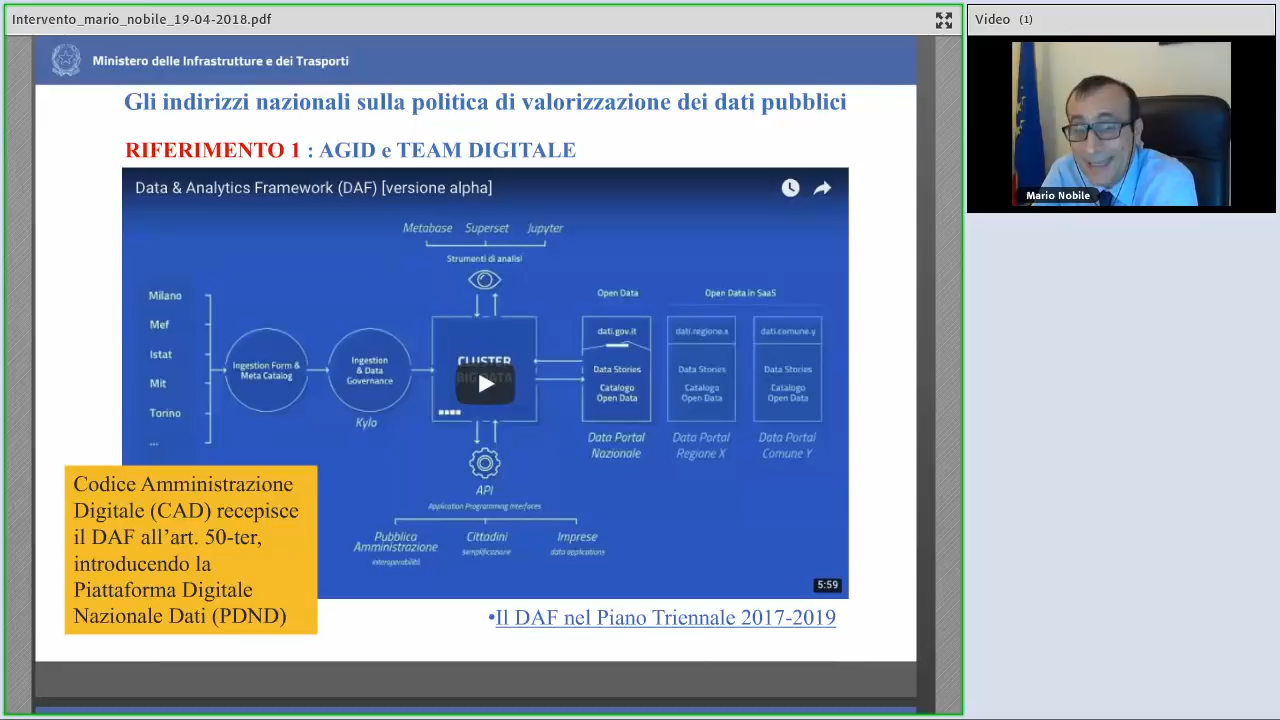 Intervento_mario_nobile_19-04-2018.pdf
Video (1)
Mario Nobile
Ministero delle Infrastrutture e dei Trasporti
Gli indirizzi nazionali sulla politica di valorizzazione dei dati pubblici
RIFERIMENTO 1 : AGID e TEAM DIGITALE
Data & Analytics Framework (DAF) [versione alpha]
Metabase Superset Jupyter
Strumenti di analisi
Milano
Mef
Istat
Mit
Torino
...
Ingestion Form &
Meta Catalog
Ingestion
& Data
Governance
Kylo
CLUSTER
BIG DATA
Open Data
Open Data in SaaS
dati.gov.it
dati.regione.x
dati.comune.y
Data Stories
Catalogo
Open Data
Data Stories
Catalogo
Open Data
Data Stories
Catalogo
Open Data
Data Portal
Nazionale
Data Portal
Regione X
Data Portal
Comune Y
API
Application Programming Interfaces
Pubblica
Amministrazione
interoperabilità
Cittadini
semplificazione
Imprese
data applications
5:59
Codice Amministrazione
Digitale (CAD) recepisce
il DAF all'art. 50-ter,
introducendo la
Piattaforma Digitale
Nazionale Dati (PDND)
•Il DAF nel Piano Triennale 2017-2019